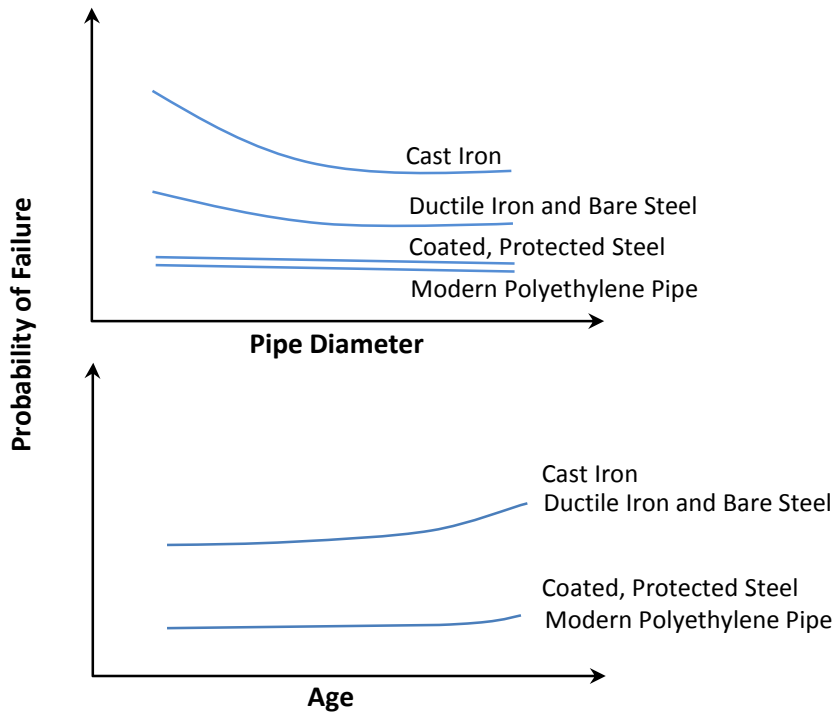 Probability of Failure
Cast Iron
Ductile Iron and Bare Steel
Coated, Protected Steel
Modern Polyethylene Pipe
Pipe Diameter
Cast Iron
Ductile Iron and Bare Steel
Coated, Protected Steel
Modern Polyethylene Pipe
Age